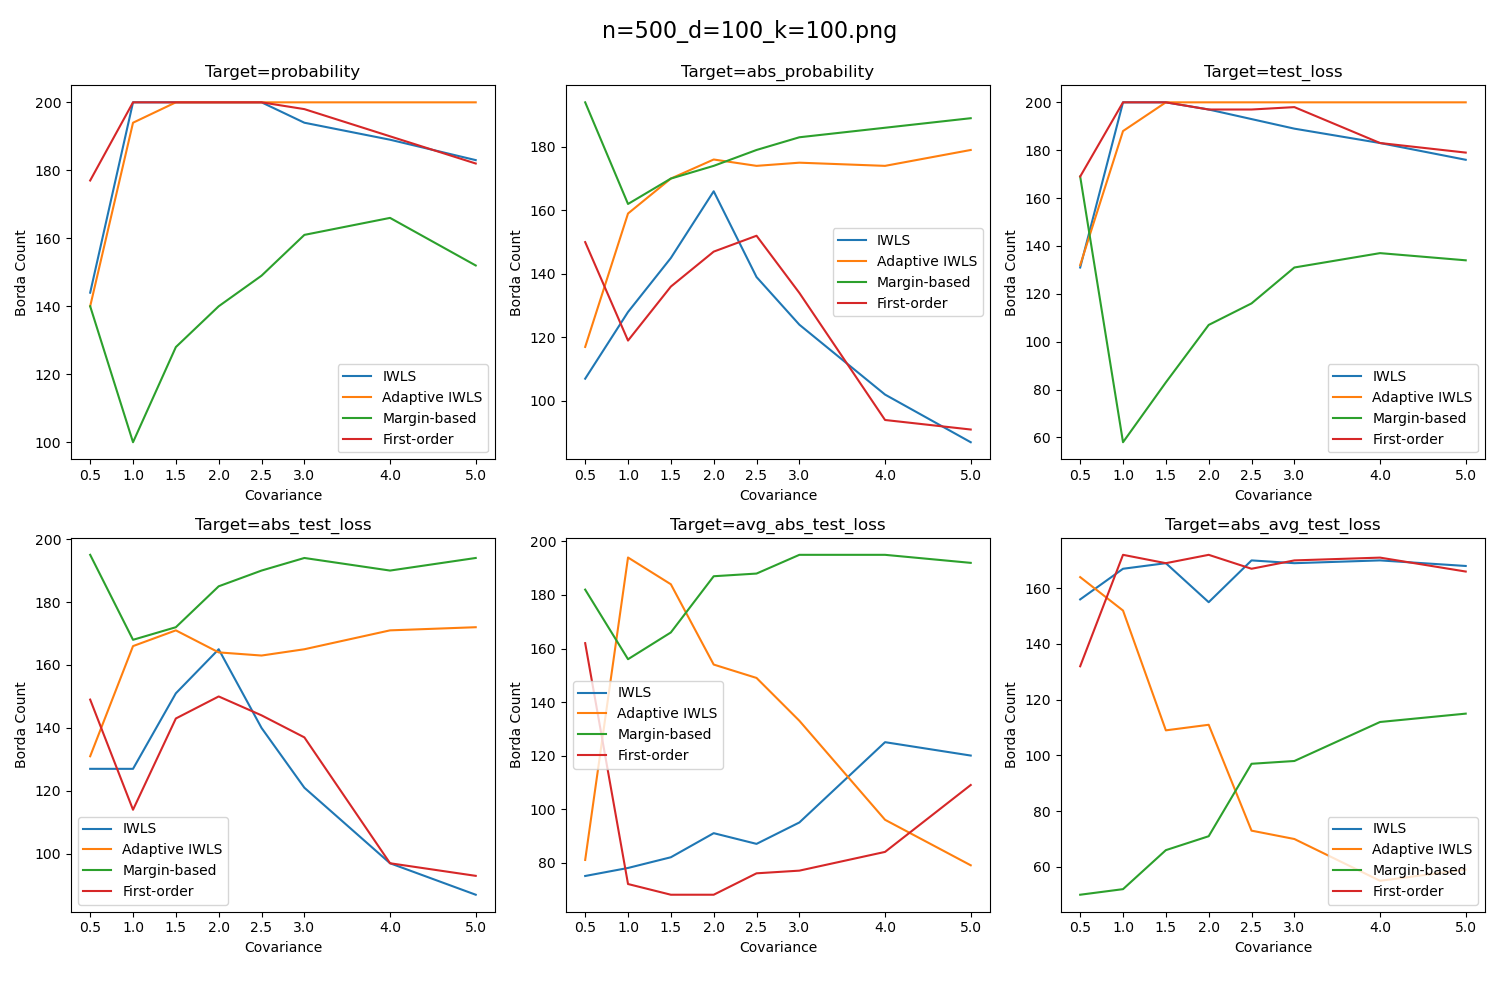 n=500_d=100_k=100.png
Target=probability
Borda Count
200
180
160
140
120
100
0.5 1.0 1.5 2.0 2.5 3.0 4.0 5.0
Covariance
IWLS
Adaptive IWLS
Margin-based
First-order
Target=abs_probability
Borda Count
180
160
140
120
100
0.5 1.0 1.5 2.0 2.5 3.0 4.0 5.0
Covariance
IWLS
Adaptive IWLS
Margin-based
First-order
Target=test_loss
Borda Count
200
180
160
140
120
100
80
60
0.5 1.0 1.5 2.0 2.5 3.0 4.0 5.0
Covariance
IWLS
Adaptive IWLS
Margin-based
First-order
Target=abs_test_loss
Borda Count
200
180
160
140
120
100
0.5 1.0 1.5 2.0 2.5 3.0 4.0 5.0
Covariance
IWLS
Adaptive IWLS
Margin-based
First-order
Target=avg_abs_test_loss
Borda Count
200
180
160
140
120
100
80
0.5 1.0 1.5 2.0 2.5 3.0 4.0 5.0
Covariance
IWLS
Adaptive IWLS
Margin-based
First-order
Target=abs_avg_test_loss
Borda Count
160
140
120
100
80
60
0.5 1.0 1.5 2.0 2.5 3.0 4.0 5.0
Covariance
IWLS
Adaptive IWLS
Margin-based
First-order